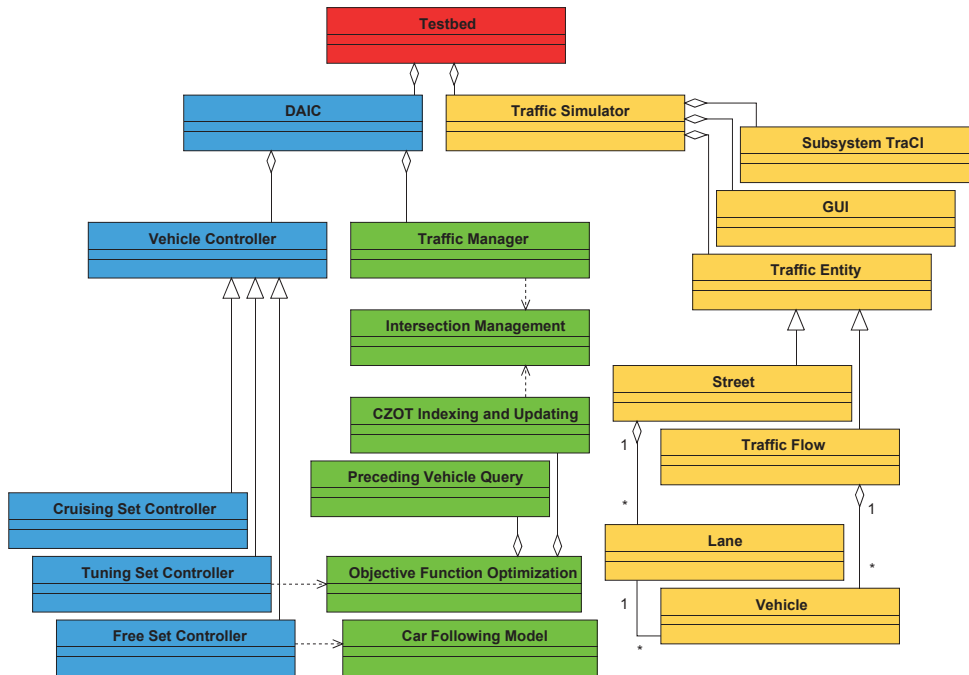 Testbed
DAIC
Traffic Simulator
Subsystem TraCI
GUI
Vehicle Controller
Traffic Manager
Traffic Entity
Intersection Management
Street
CZOT Indexing and Updating
1
Traffic Flow
Preceding Vehicle Query
Cruising Set Controller
*
1
Lane
Tuning Set Controller
Objective Function Optimization
*
1
Vehicle
Free Set Controller
Car Following Model
*